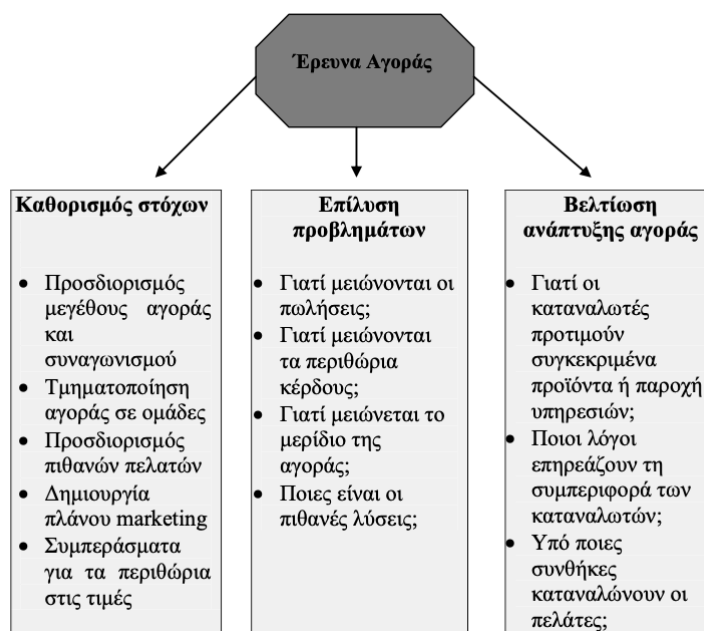 Έρευνα Αγοράς
Καθορισμός στόχων
• Προσδιορισμός
μεγέθους αγοράς
και
συναγωνισμού
• Τμηματοποίηση
αγοράς σε ομάδες
• Προσδιορισμός
πιθανών πελατών
• Δημιουργία
πλάνου marketing
• Συμπεράσματα
για τα περιθώρια
στις τιμές
Επίλυση
προβλημάτων
• Γιατί μειώνονται οι
πωλήσεις;
• Γιατί μειώνονται
τα περιθώρια
κέρδους;
• Γιατί μειώνεται το
μερίδιο της
αγοράς;
• Ποιες είναι οι
πιθανές λύσεις;
Βελτίωση
ανάπτυξης αγοράς
• Γιατί οι
καταναλωτές
προτιμούν
συγκεκριμένα
προϊόντα ή παροχή
υπηρεσιών;
• Ποιοι λόγοι
επηρεάζουν τη
συμπεριφορά των
καταναλωτών;
• Υπό ποιες
συνθήκες
καταναλώνουν οι
πελάτες;